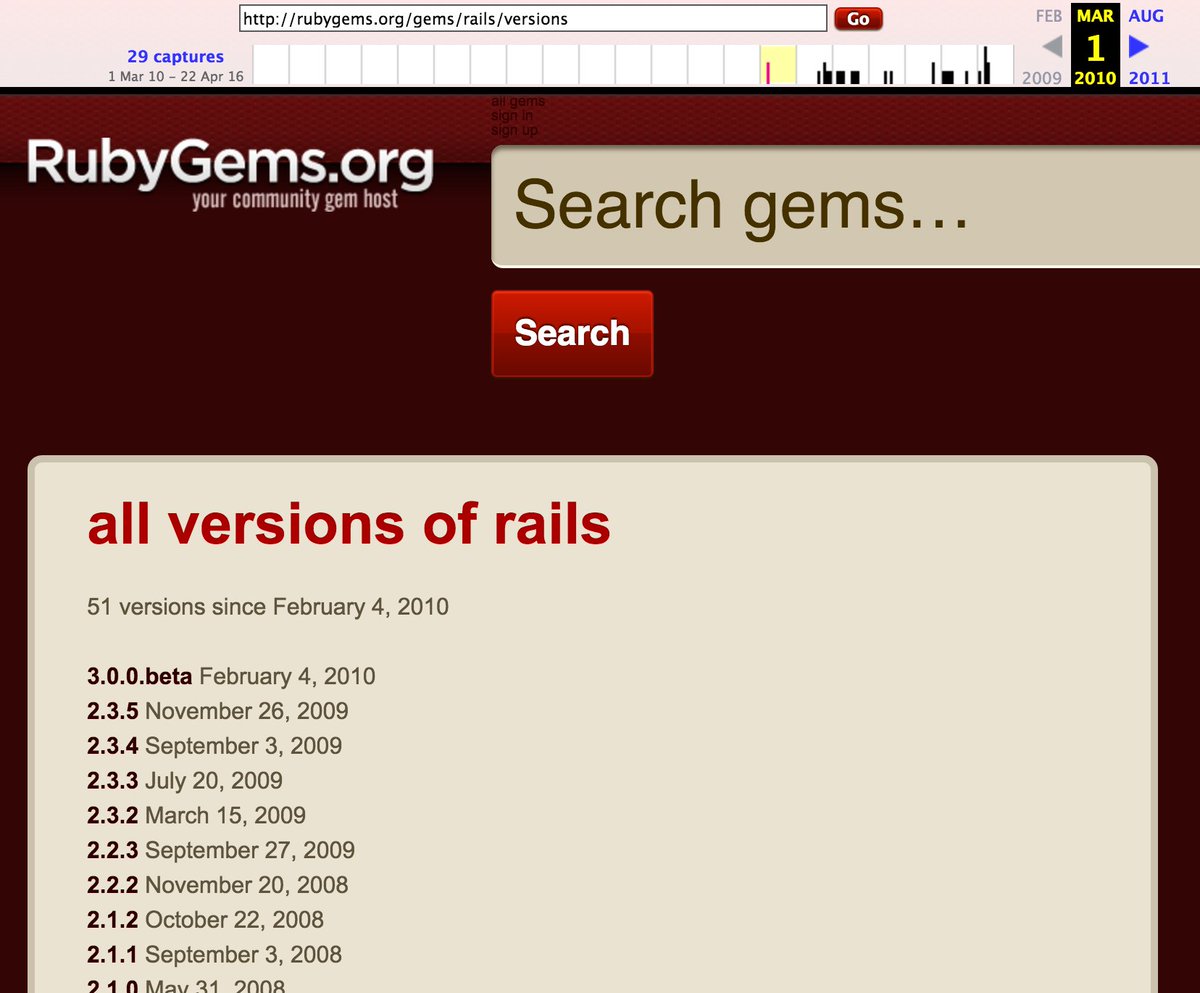 http://rubygems.org/gems/rails/versions
Go
FEB MAR AUG
29 captures
1
1 Mar 10 – 22 Apr 16
2009 2010 2011
all gems
sign in
sign up
RubyGems.org
your community gem host
Search gems…
Search
all versions of rails
51 versions since February 4, 2010
3.0.0.beta February 4, 2010
2.3.5 November 26, 2009
2.3.4 September 3, 2009
2.3.3 July 20, 2009
2.3.2 March 15, 2009
2.2.3 September 27, 2009
2.2.2 November 20, 2008
2.1.2 October 22, 2008
2.1.1 September 3, 2008
2.1.0 May 31, 2008